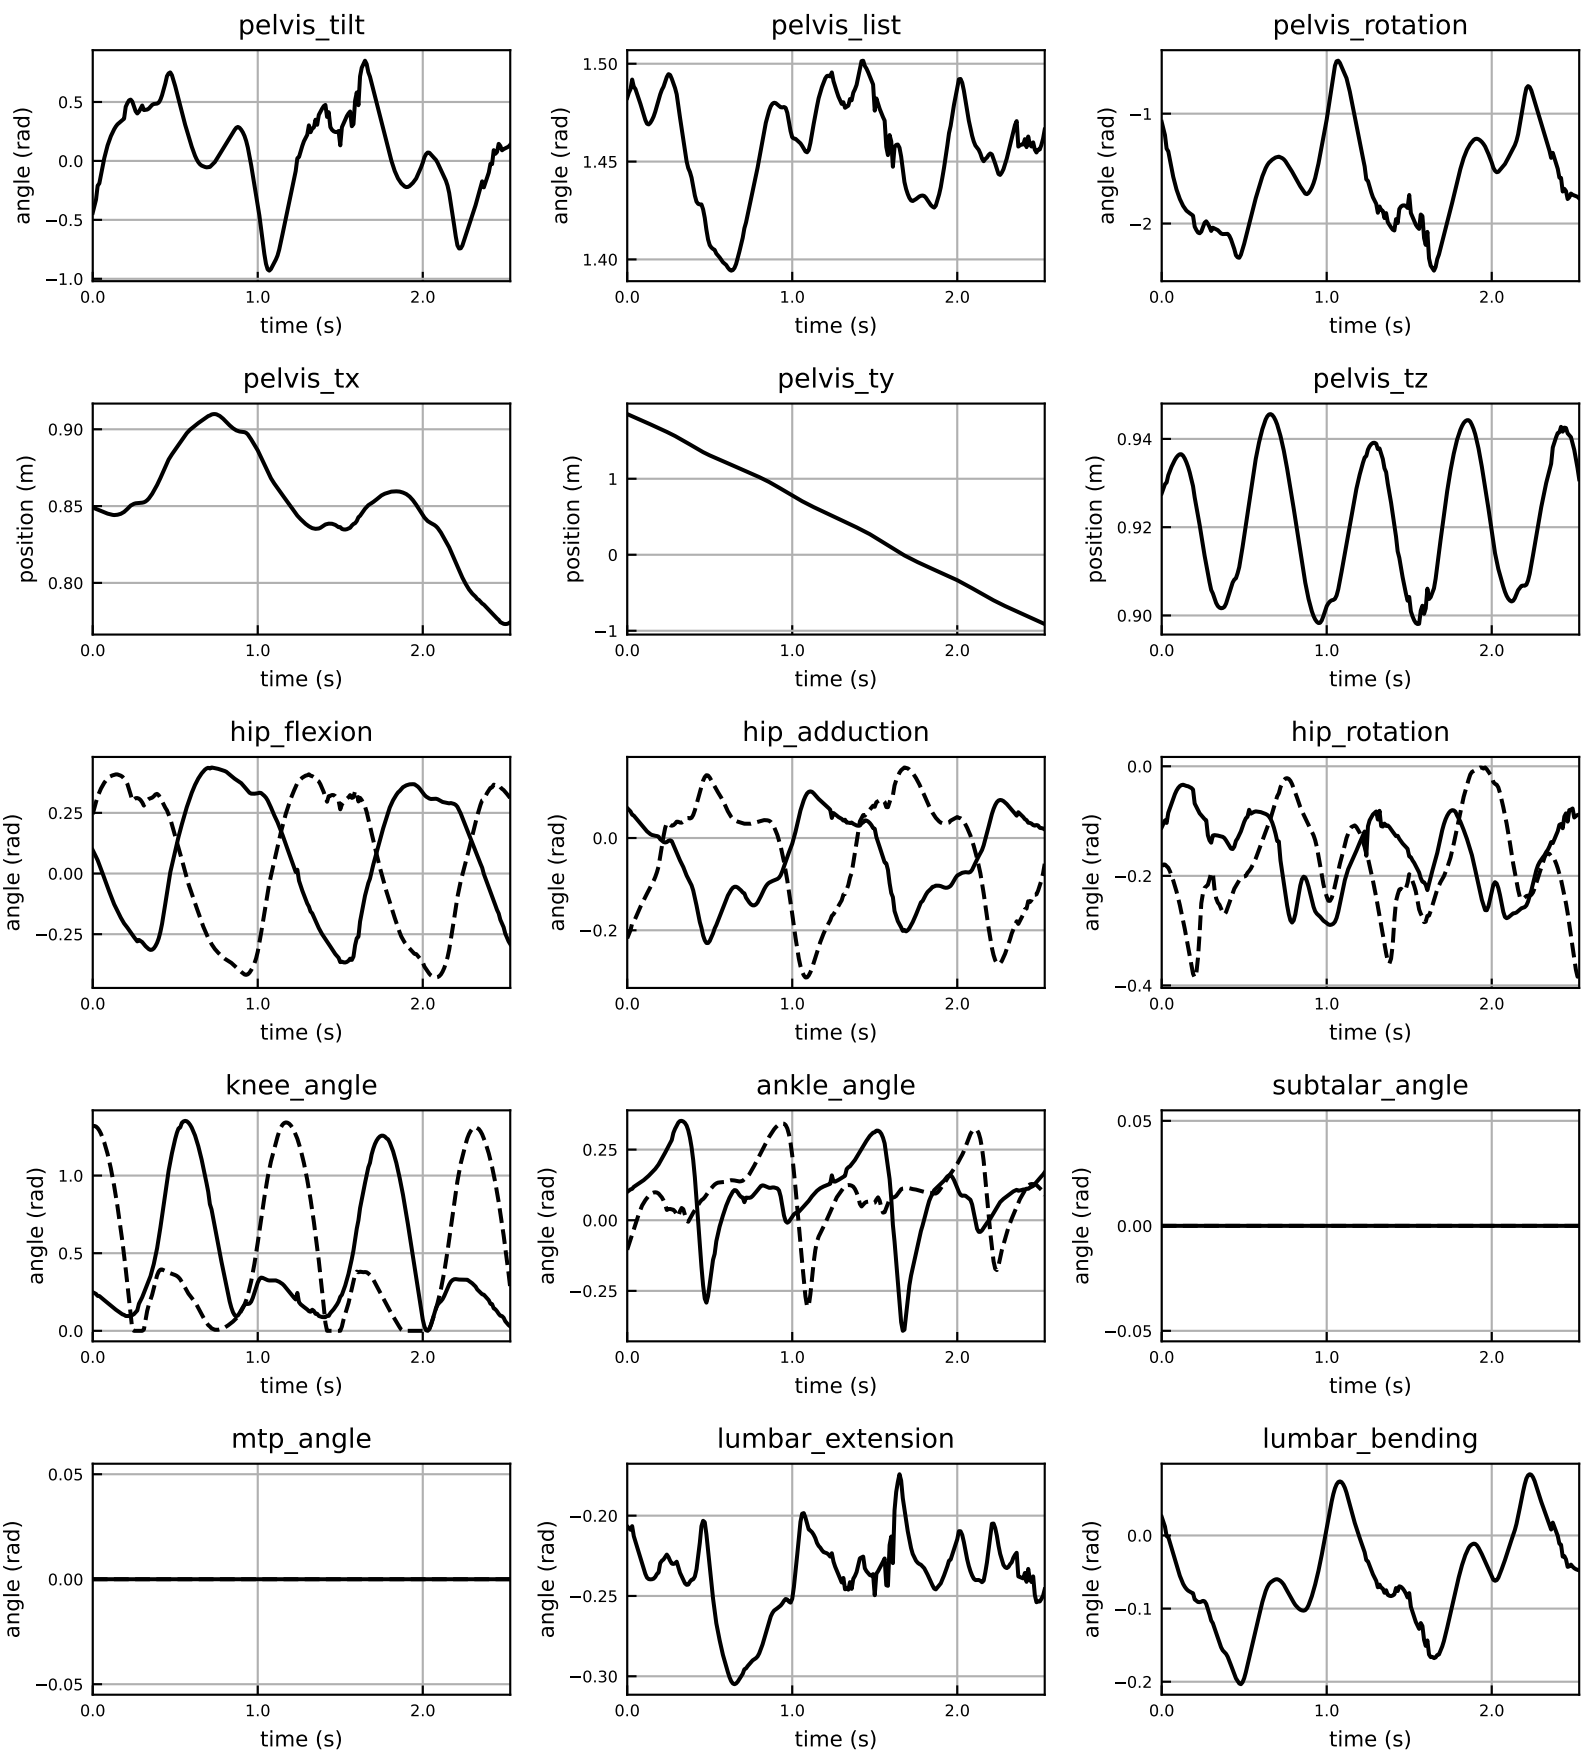 pelvis_tilt
pelvis_list
pelvis_rotation
angle (rad)
0.5
0.0
−0.5
−1.0
0.0
1.0
2.0
time (s)
angle (rad)
1.50
1.45
1.40
0.0
1.0
2.0
time (s)
angle (rad)
−1
−2
0.0
1.0
2.0
time (s)
pelvis_tx
pelvis_ty
pelvis_tz
position (m)
0.90
0.85
0.80
0.0
1.0
2.0
time (s)
position (m)
1
0
−1
0.0
1.0
2.0
time (s)
position (m)
0.94
0.92
0.90
0.0
1.0
2.0
time (s)
hip_flexion
hip_adduction
hip_rotation
angle (rad)
0.25
0.00
−0.25
0.0
1.0
2.0
time (s)
angle (rad)
0.0
−0.2
0.0
1.0
2.0
time (s)
angle (rad)
0.0
−0.2
−0.4
0.0
1.0
2.0
time (s)
knee_angle
ankle_angle
subtalar_angle
angle (rad)
1.0
0.5
0.0
0.0
1.0
2.0
time (s)
angle (rad)
0.25
0.00
−0.25
0.0
1.0
2.0
time (s)
angle (rad)
0.05
0.00
−0.05
0.0
1.0
2.0
time (s)
mtp_angle
lumbar_extension
lumbar_bending
angle (rad)
0.05
0.00
−0.05
0.0
1.0
2.0
time (s)
angle (rad)
−0.20
−0.25
−0.30
0.0
1.0
2.0
time (s)
angle (rad)
0.0
−0.1
−0.2
0.0
1.0
2.0
time (s)